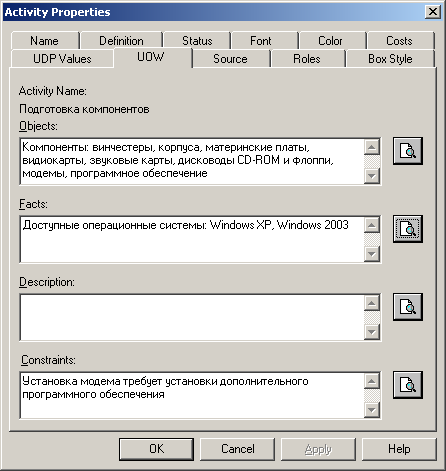 Activity Properties
Name Definition Status Font Color Costs
UDP Values UOW Source Roles Box Style
Activity Name:
Подготовка компонентов
Objects:
Компоненты: винчестеры, корпуса, материнские платы,
видиокарты, звуковые карты, дисководы CD-ROM и флоппи,
модемы, программное обеспечение
Facts:
Доступные операционные системы: Windows XP, Windows 2003
Description:
Constraints:
Установка модема требует установки дополнительного
программного обеспечения
OK Cancel Apply Help